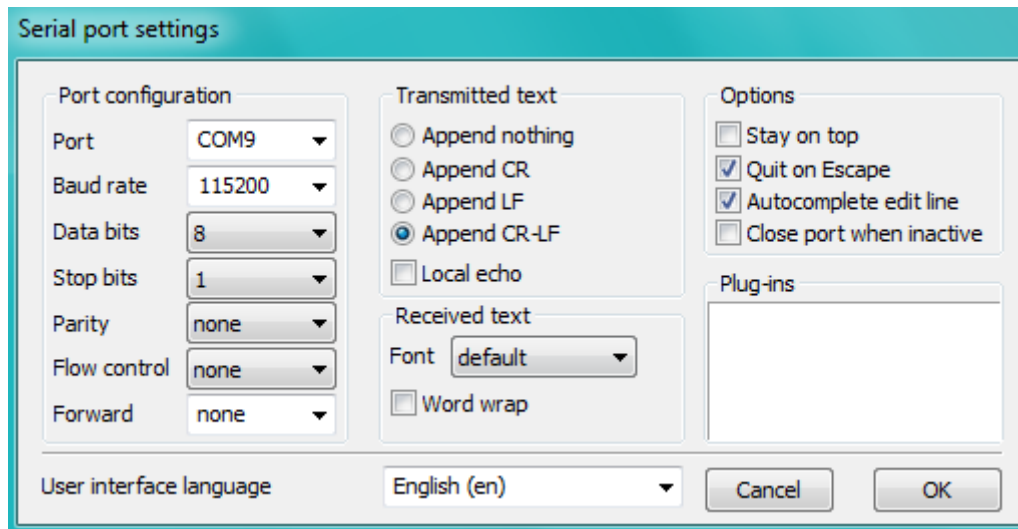 Serial port settings
Port configuration
Port COM9
Baud rate 115200
Data bits 8
Stop bits 1
Parity none
Flow control none
Forward none
Transmitted text
Append nothing
Append CR
Append LF
Append CR-LF
Local echo
Received text
Font default
Word wrap
Options
Stay on top
Quit on Escape
Autocomplete edit line
Close port when inactive
Plug-ins
User interface language English (en)
Cancel OK